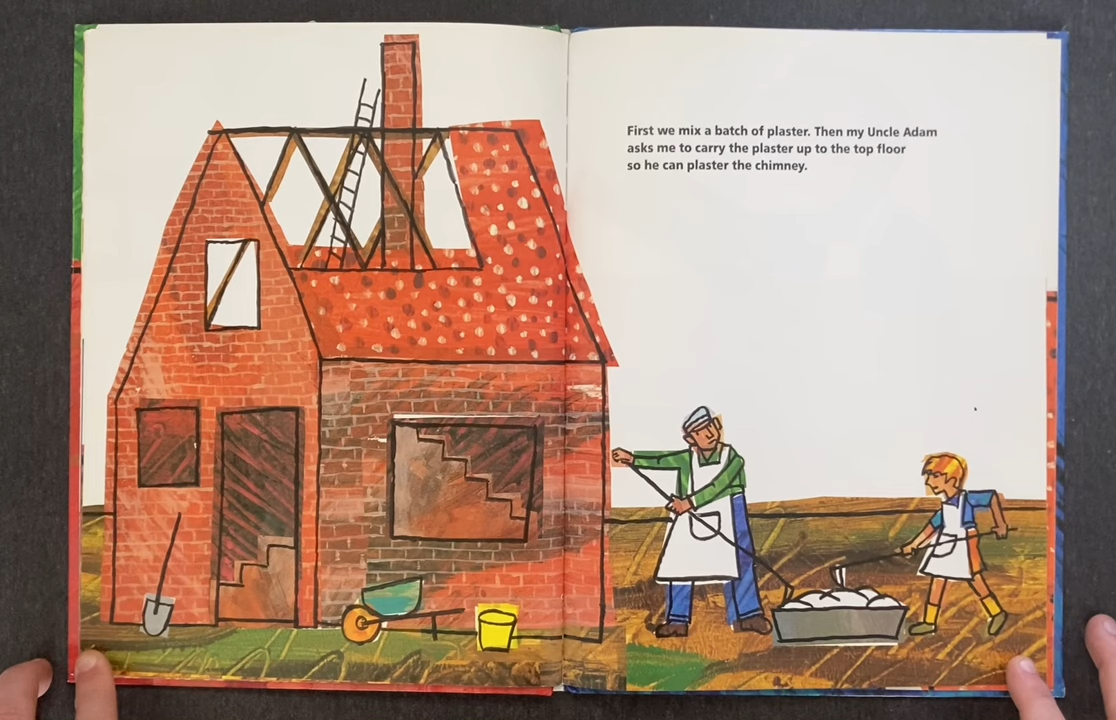 First we mix a batch of plaster. Then my Uncle Adam
asks me to carry the plaster up to the top floor
so he can plaster the chimney.